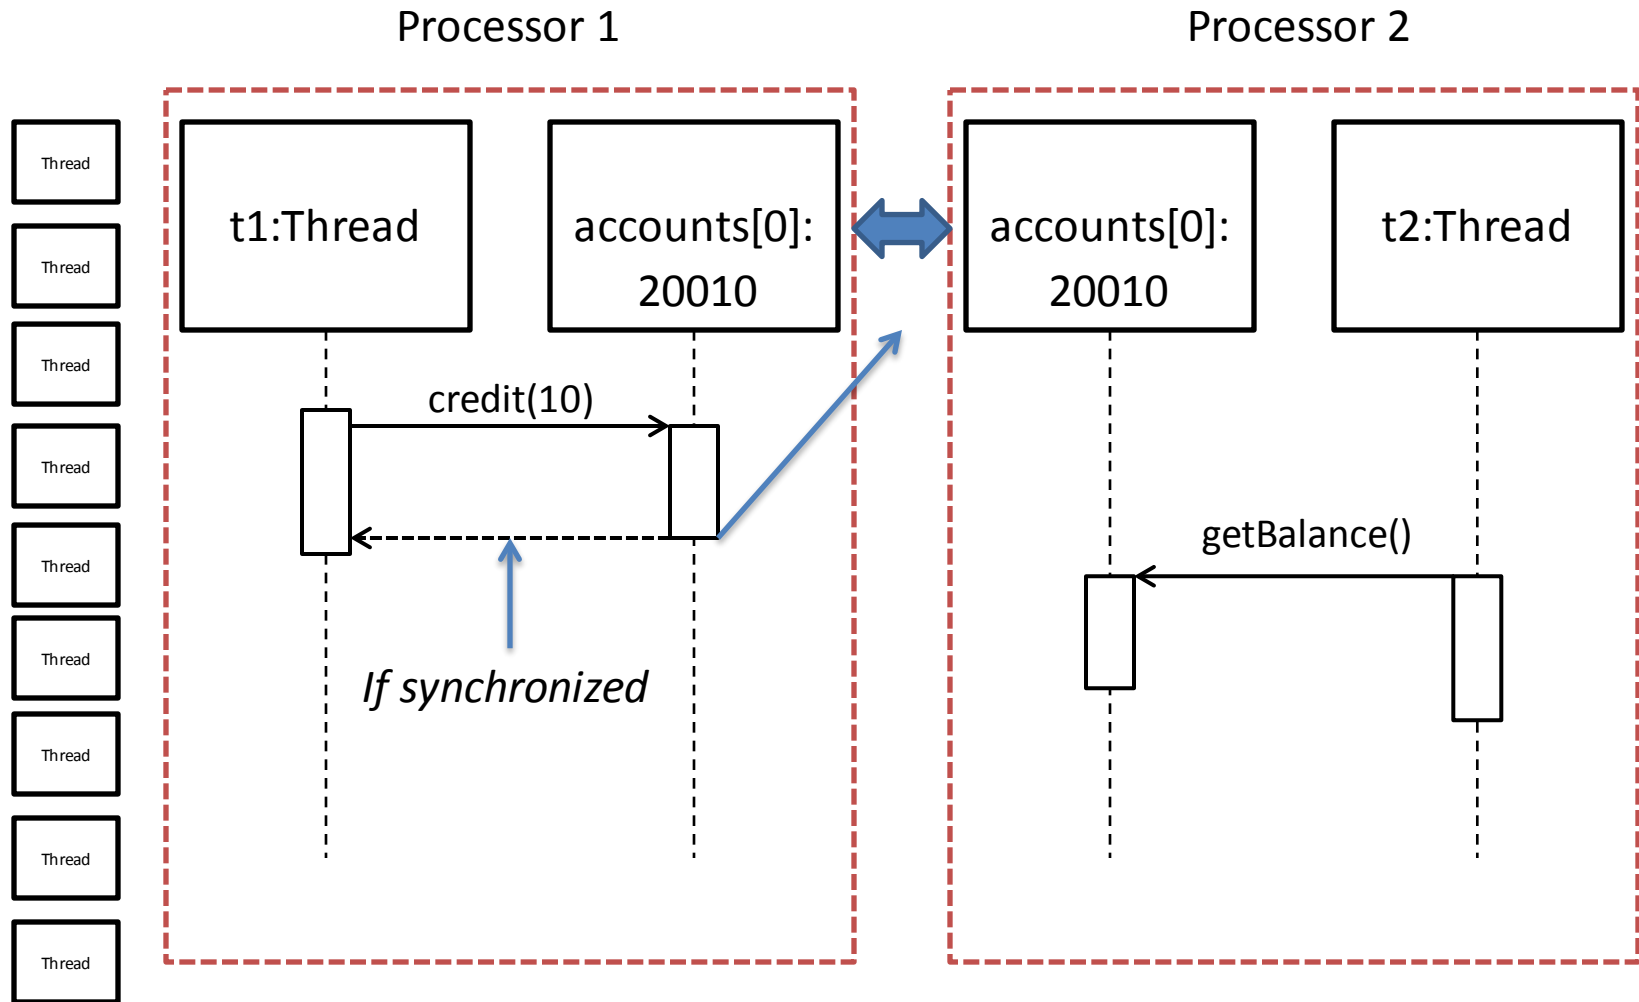 Processor 1
Processor 2
Thread
Thread
Thread
Thread
Thread
Thread
Thread
Thread
Thread
t1:Thread
accounts[0]:
20010
accounts[0]:
20010
t2:Thread
credit(10)
If synchronized
getBalance()